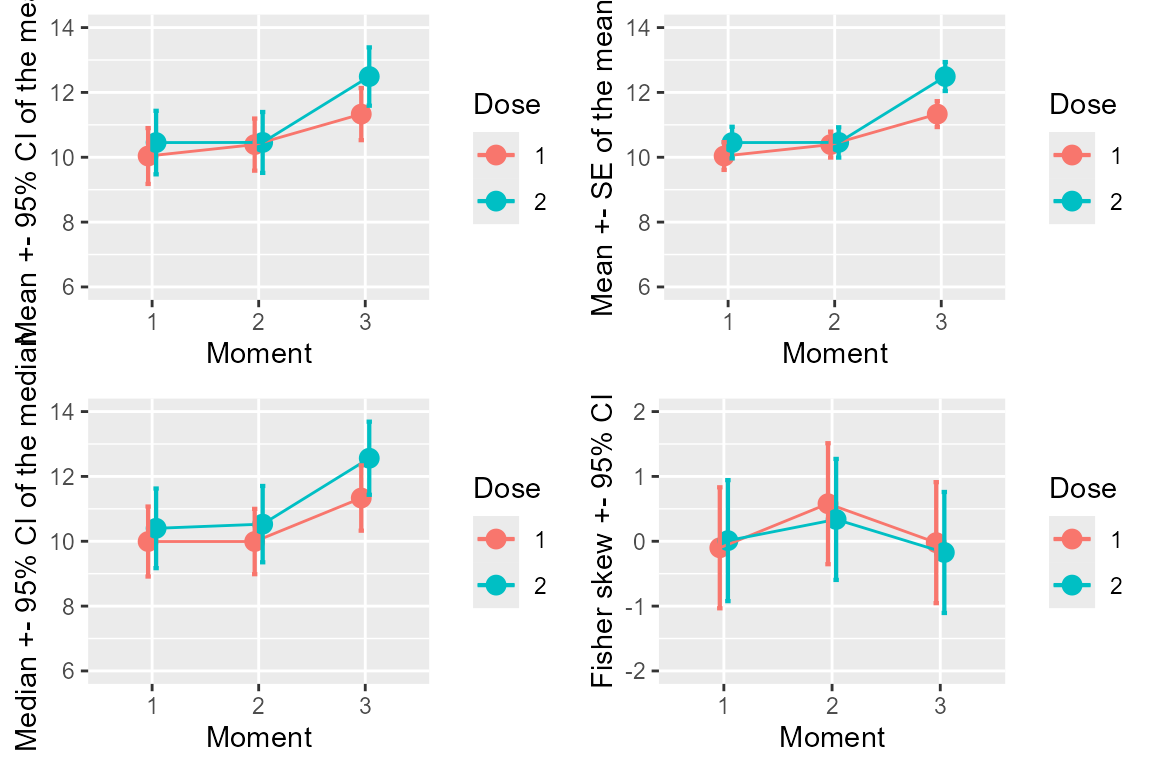 Mean +- 95% CI of the mea
14
12
10
8
6
1 2 3
Moment
Dose
1
2
Mean +- SE of the mean
14
12
10
8
6
1 2 3
Moment
Dose
1
2
Median +- 95% CI of the median
14
12
10
8
6
1 2 3
Moment
Dose
1
2
Fisher skew +- 95% CI
2
1
0
-1
-2
1 2 3
Moment
Dose
1
2